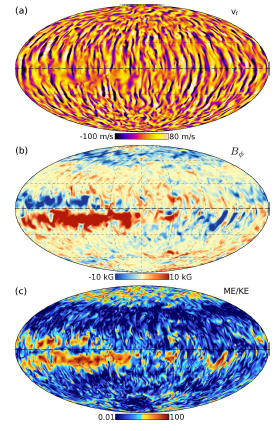 (a)
v_r
-100 m/s 80 m/s
(b)
B_ϕ
-10 kG 10 kG
(c)
ME/KE
0.01 100